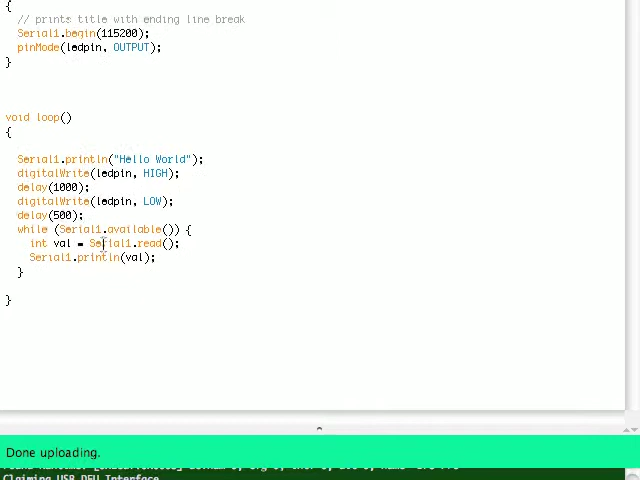 {
// prints title with ending line break
Serial1.begin(115200);
pinMode(ledpin, OUTPUT);
}
void loop()
{
Serial1.println("Hello World");
digitalWrite(ledpin, HIGH);
delay(1000);
digitalWrite(ledpin, LOW);
delay(500);
while (Serial1.available()) {
int val = Serial1.read();
Serial1.println(val);
}
}
Done uploading.
Claiming USB DFU Interface